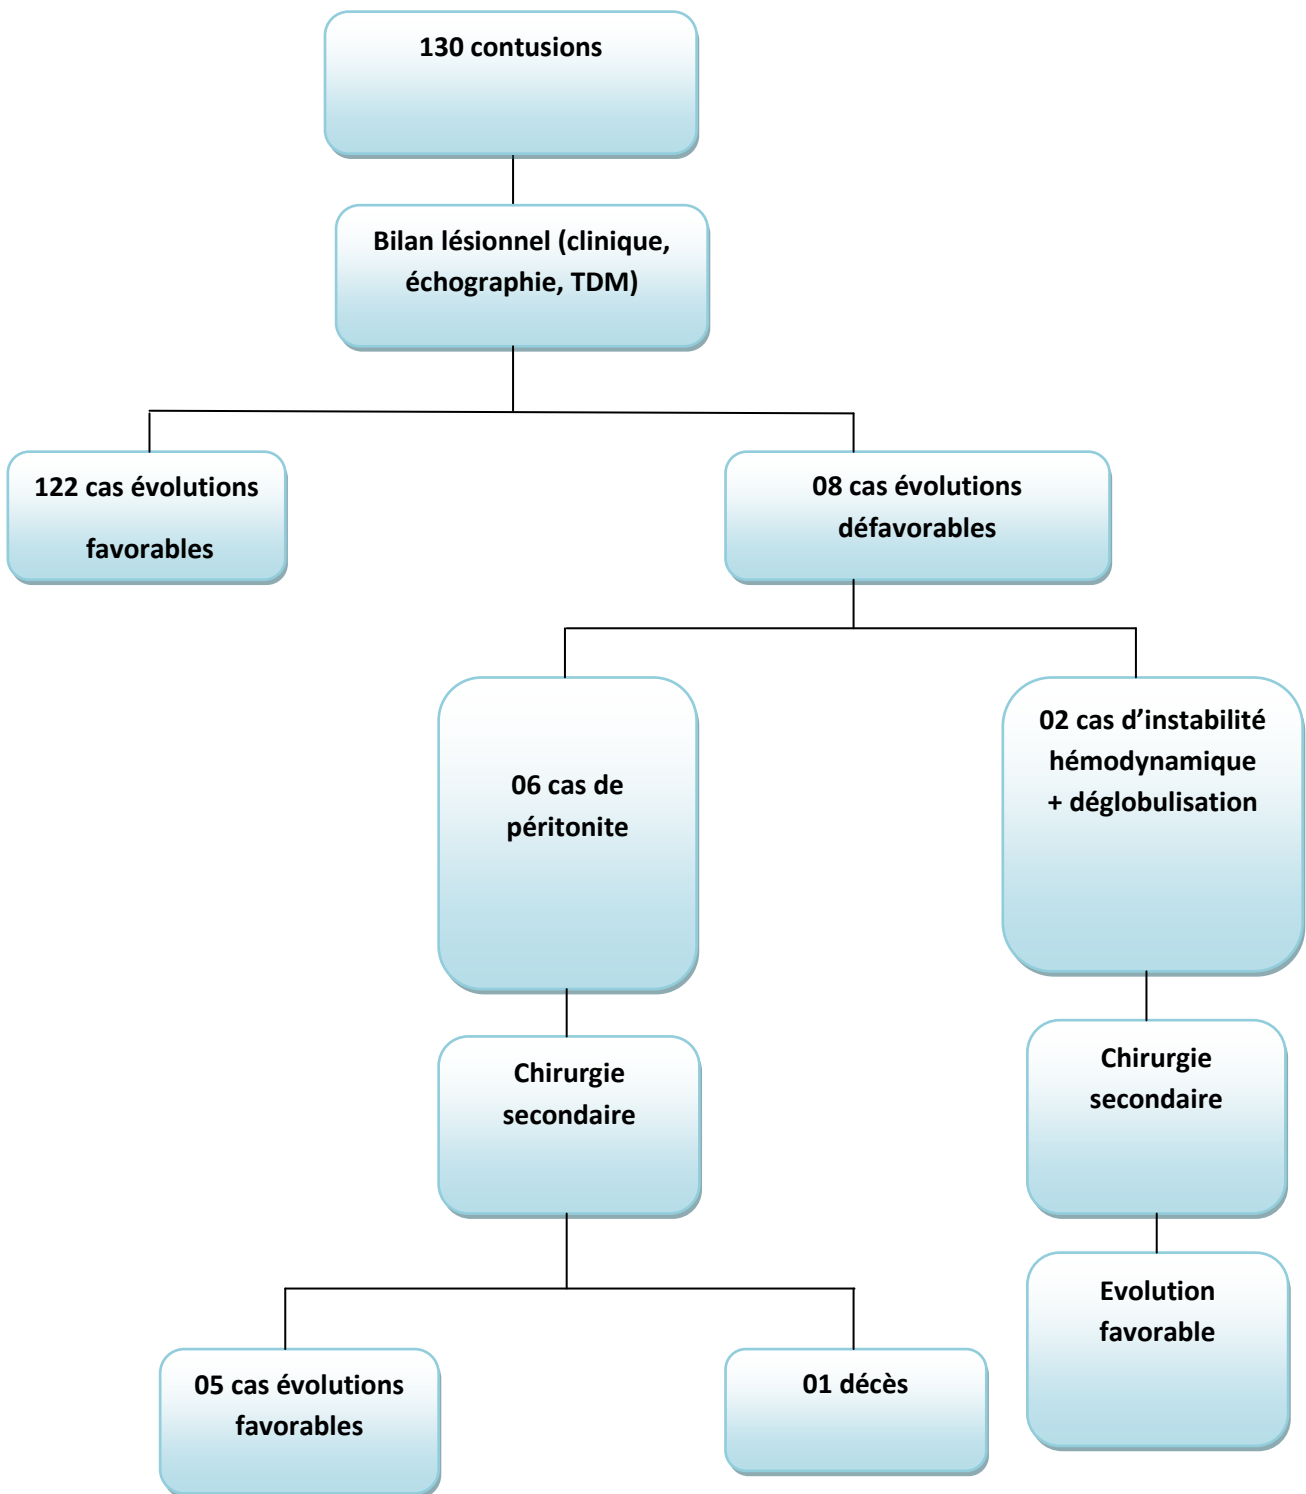 130 contusions
Bilan lésionnel (clinique,
échographie, TDM)
122 cas évolutions
favorables
08 cas évolutions
défavorables
06 cas de
péritonite
02 cas d’instabilité
hémodynamique
+ déglobulisation
Chirurgie
secondaire
Chirurgie
secondaire
05 cas évolutions
favorables
01 décès
Evolution
favorable